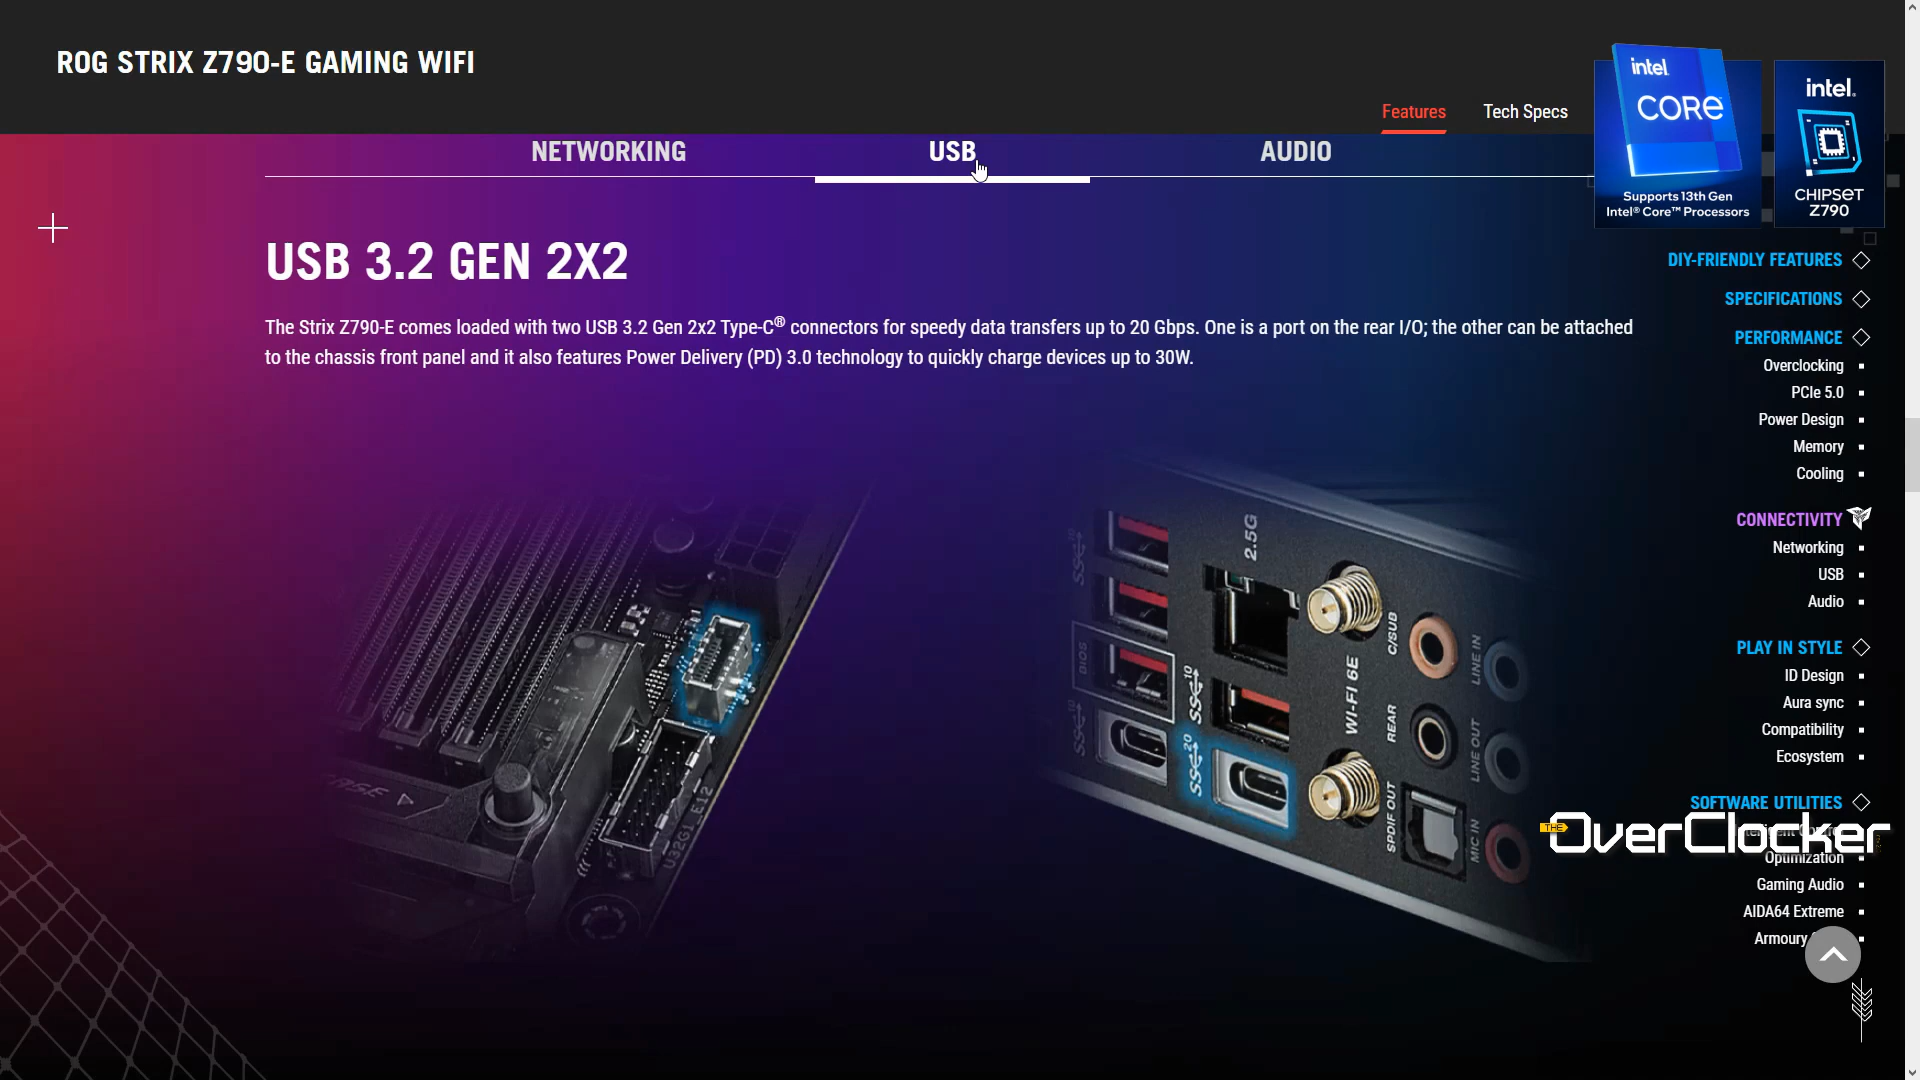 ROG STRIX Z790-E GAMING WIFI
Features
Tech Specs
intel
CORE
Supports 13th Gen
Intel® Core™ Processors
intel.
CHIPSET
Z790
NETWORKING
USB
AUDIO
USB 3.2 GEN 2X2
The Strix Z790-E comes loaded with two USB 3.2 Gen 2x2 Type-C® connectors for speedy data transfers up to 20 Gbps. One is a port on the rear I/O; the other can be attached
to the chassis front panel and it also features Power Delivery (PD) 3.0 technology to quickly charge devices up to 30W.
DIY-FRIENDLY FEATURES
SPECIFICATIONS
PERFORMANCE
Overclocking
PCIe 5.0
Power Design
Memory
Cooling
CONNECTIVITY
Networking
USB
Audio
PLAY IN STYLE
ID Design
Aura sync
Compatibility
Ecosystem
SOFTWARE UTILITIES
THE OverClocker
Optimization
Gaming Audio
AIDA64 Extreme
Armoury
U32G1_E12
2.5G
BIOS
10
20
WI-FI 6E
C/SUB
REAR
SPDIF OUT
LINE IN
LINE OUT
MIC IN